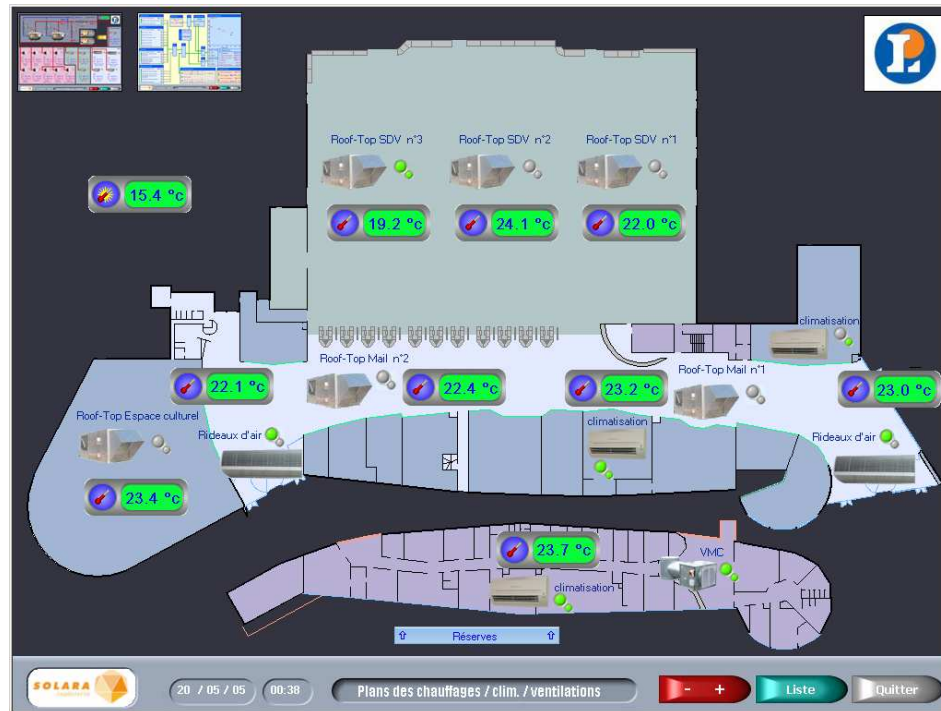 Roof-Top SDV n°3
Roof-Top SDV n°2
Roof-Top SDV n°1
15.4 °c
19.2 °c
24.1 °c
22.0 °c
climatisation
Roof-Top Mail n°2
Roof-Top Mail n°1
22.1 °c
22.4 °c
23.2 °c
23.0 °c
Roof-Top Espace culturel
Rideaux d'air
climatisation
Rideaux d'air
23.4 °c
23.7 °c
VMC
climatisation
⇧ Réserves ⇧
SOLARA
20 / 05 / 05
00:38
Plans des chauffages / clim. / ventilations
- +
Liste
Quitter